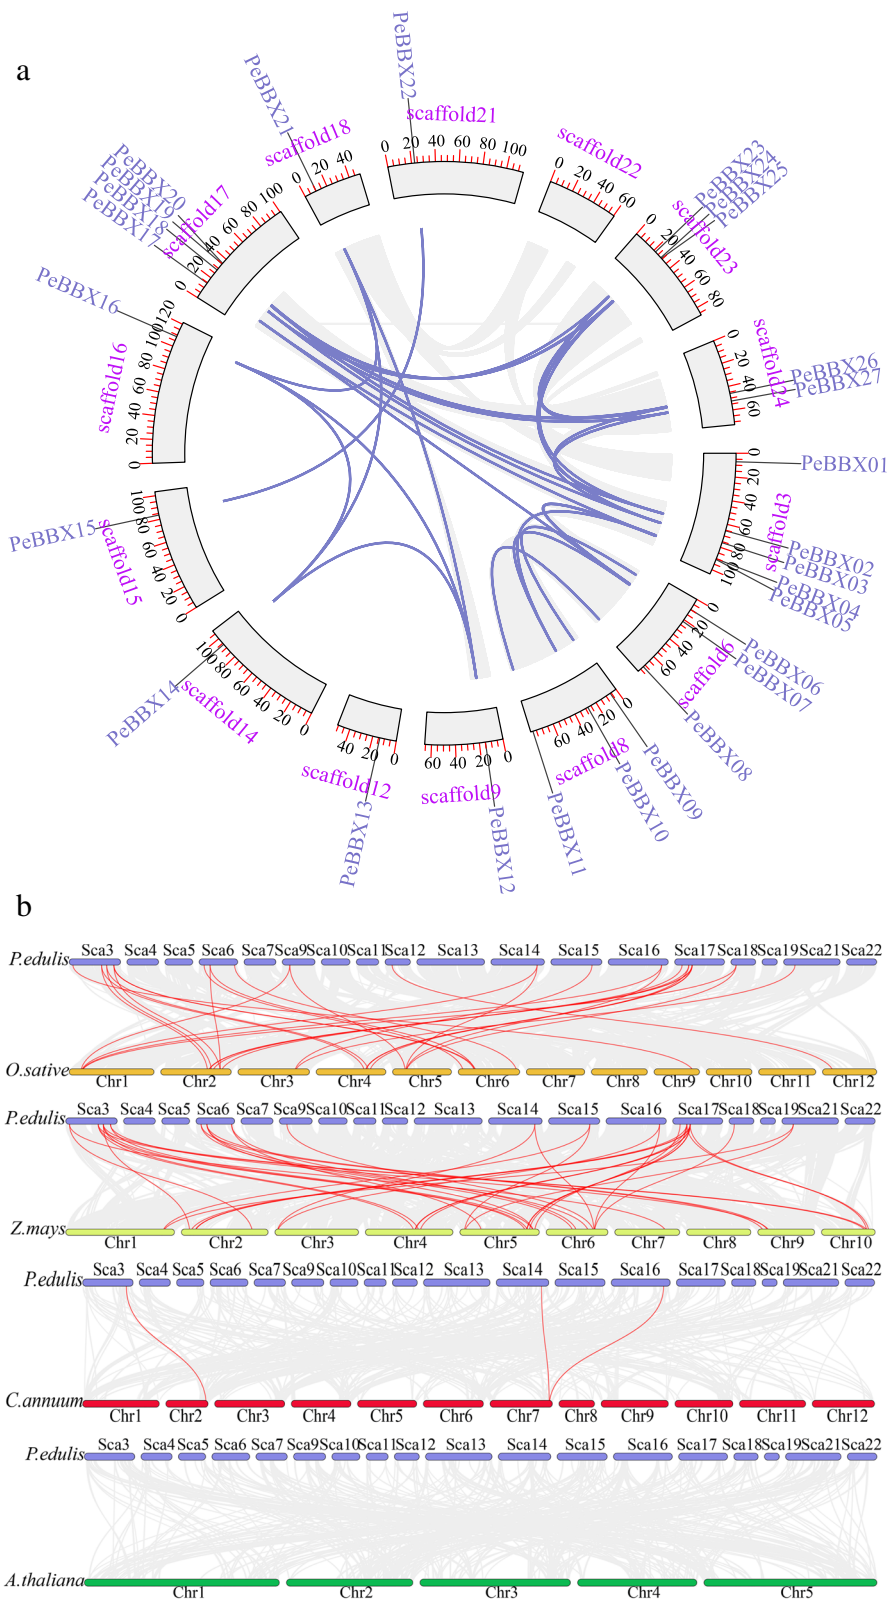 a
PeBBX22
scaffold21
0 20 40 60 80 100
PeBBX21
scaffold18
0 20 40
scaffold22
0 20 40 60
PeBBX23
PeBBX24
PeBBX25
scaffold23
0 20 40 60 80
PeBBX20
PeBBX19
PeBBX18
PeBBX17
scaffold17
0 20 40 60 80 100
PeBBX16
scaffold16
0 20 40 60 80 100 120
scaffold24
0 20 40 60
PeBBX26
PeBBX27
PeBBX01
scaffold3
0 20 60 80 100
PeBBX02
PeBBX03
PeBBX04
PeBBX05
PeBBX15
scaffold15
100 80 60 40 20 0
scaffold6
0 20 40 60
PeBBX06
PeBBX07
PeBBX08
PeBBX14
scaffold14
100 80 60 40 20 0
scaffold12
40 20 0
PeBBX13
scaffold9
60 40 20 0
PeBBX12
scaffold8
60 40 20 0
PeBBX09
PeBBX10
PeBBX11
b
Sca3 Sca4 Sca5 Sca6 Sca7 Sca9 Sca10 Sca11 Sca12 Sca13 Sca14 Sca15 Sca16 Sca17 Sca18 Sca19 Sca21 Sca22
P.edulis
O.sative
Chr1 Chr2 Chr3 Chr4 Chr5 Chr6 Chr7 Chr8 Chr9 Chr10 Chr11 Chr12
Sca3 Sca4 Sca5 Sca6 Sca7 Sca9 Sca10 Sca11 Sca12 Sca13 Sca14 Sca15 Sca16 Sca17 Sca18 Sca19 Sca21 Sca22
P.edulis
Z.mays
Chr1 Chr2 Chr3 Chr4 Chr5 Chr6 Chr7 Chr8 Chr9 Chr10
Sca3 Sca4 Sca5 Sca6 Sca7 Sca9 Sca10 Sca11 Sca12 Sca13 Sca14 Sca15 Sca16 Sca17 Sca18 Sca19 Sca21 Sca22
P.edulis
C.annuum
Chr1 Chr2 Chr3 Chr4 Chr5 Chr6 Chr7 Chr8 Chr9 Chr10 Chr11 Chr12
Sca3 Sca4 Sca5 Sca6 Sca7 Sca9 Sca10 Sca11 Sca12 Sca13 Sca14 Sca15 Sca16 Sca17 Sca18 Sca19 Sca21 Sca22
P.edulis
A.thaliana
Chr1 Chr2 Chr3 Chr4 Chr5